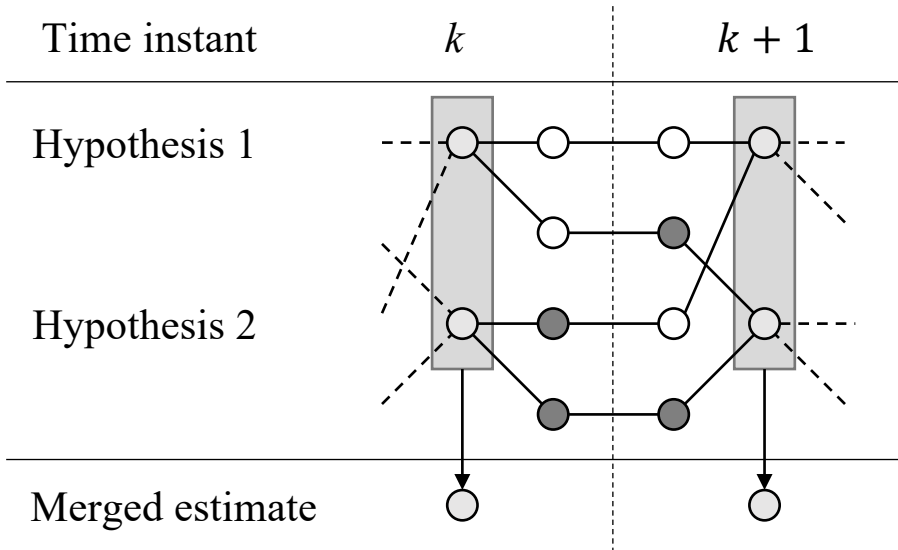 Time instant k k + 1
Hypothesis 1
Hypothesis 2
Merged estimate